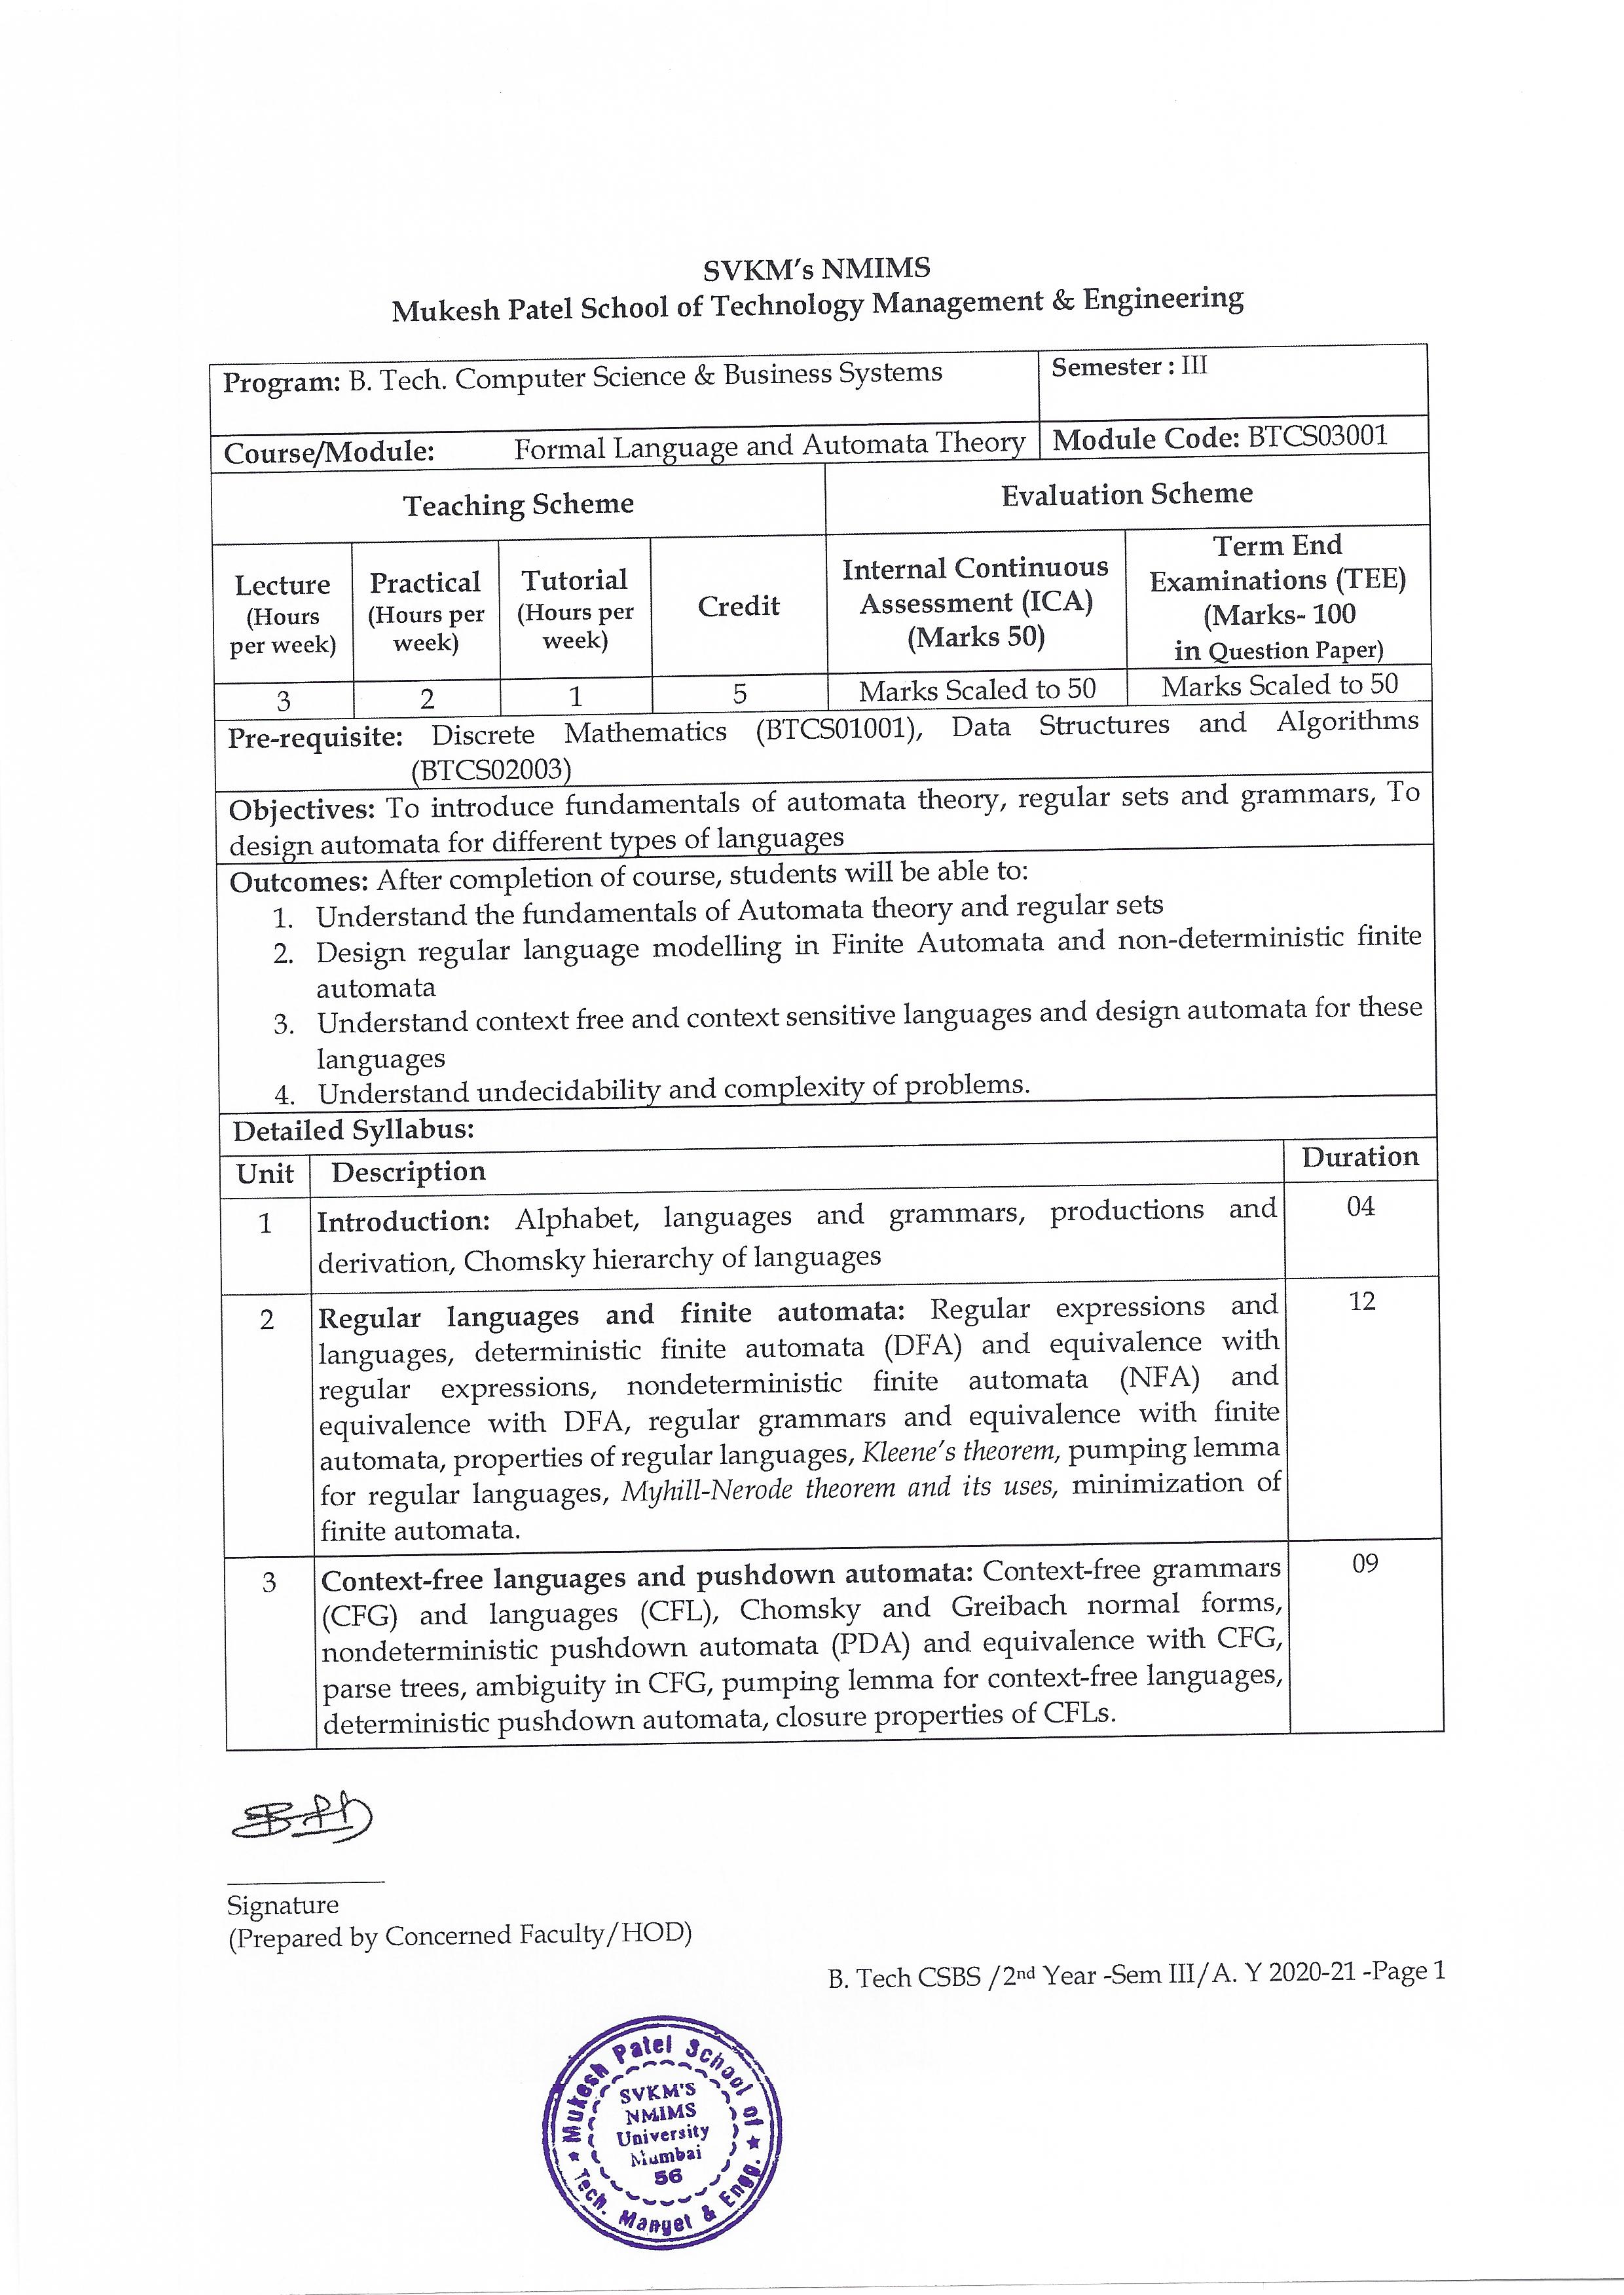 SVKM's NMIMS
Mukesh Patel School of Technology Management & Engineering
Program: B. Tech. Computer Science & Business Systems
Semester : III
Course/Module: Formal Language and Automata Theory
Module Code: BTCS03001
Teaching Scheme
Evaluation Scheme
Lecture
(Hours
per week)
Practical
(Hours per
week)
Tutorial
(Hours per
week)
Credit
Internal Continuous
Assessment (ICA)
(Marks 50)
Term End
Examinations (TEE)
(Marks- 100
in Question Paper)
3
2
1
5
Marks Scaled to 50
Marks Scaled to 50
Pre-requisite: Discrete Mathematics (BTCS01001), Data Structures and Algorithms
(BTCS02003)
Objectives: To introduce fundamentals of automata theory, regular sets and grammars, To
design automata for different types of languages
Outcomes: After completion of course, students will be able to:
1. Understand the fundamentals of Automata theory and regular sets
2. Design regular language modelling in Finite Automata and non-deterministic finite
automata
3. Understand context free and context sensitive languages and design automata for these
languages
4. Understand undecidability and complexity of problems.
Detailed Syllabus:
Unit
Description
Duration
1
Introduction: Alphabet, languages and grammars, productions and
derivation, Chomsky hierarchy of languages
04
2
Regular languages and finite automata: Regular expressions and
languages, deterministic finite automata (DFA) and equivalence with
regular expressions, nondeterministic finite automata (NFA) and
equivalence with DFA, regular grammars and equivalence with finite
automata, properties of regular languages, Kleene's theorem, pumping lemma
for regular languages, Myhill-Nerode theorem and its uses, minimization of
finite automata.
12
3
Context-free languages and pushdown automata: Context-free grammars
(CFG) and languages (CFL), Chomsky and Greibach normal forms,
nondeterministic pushdown automata (PDA) and equivalence with CFG,
parse trees, ambiguity in CFG, pumping lemma for context-free languages,
deterministic pushdown automata, closure properties of CFLs.
09
Signature
(Prepared by Concerned Faculty/HOD)
B. Tech CSBS /2nd Year -Sem III/A. Y 2020-21 -Page 1
Mukesh Patel School of
Tech. Manget & Engg.
SVKM'S
NMIMS
University
Mumbai
56